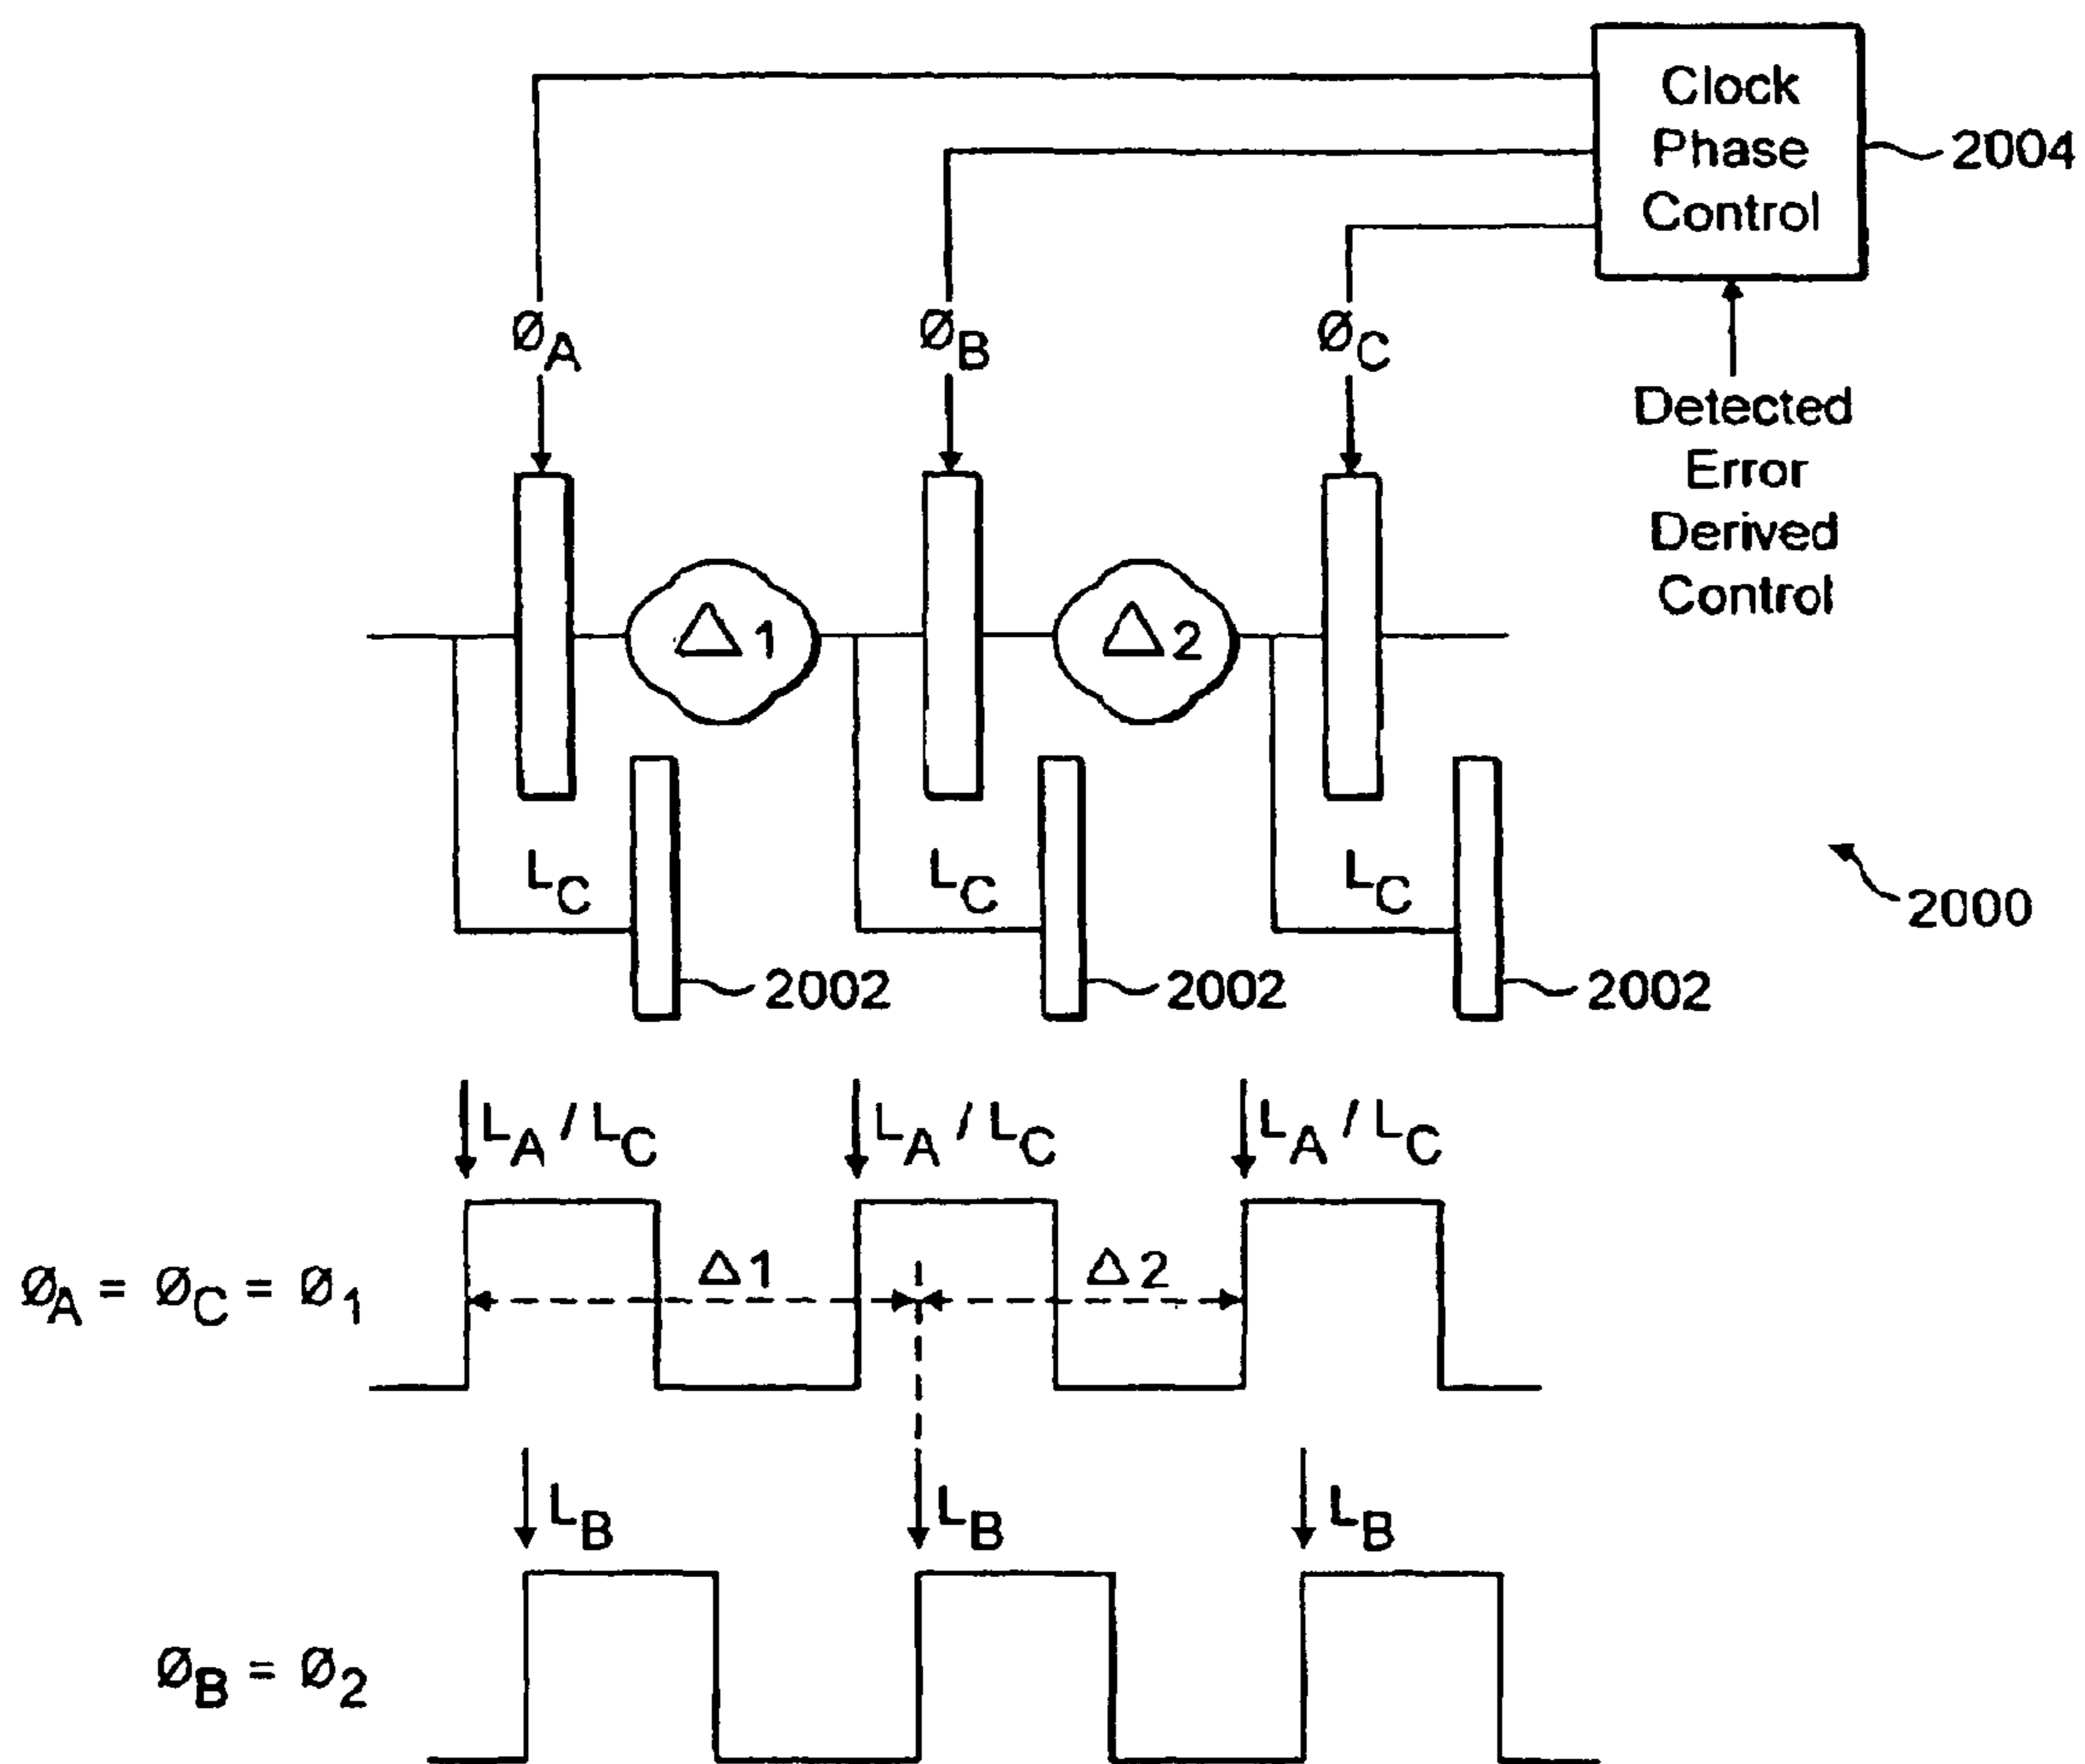 Clock
Phase
Control
2004
ØA
ØB
ØC
Detected
Error
Derived
Control
Δ1
Δ2
LC
LC
LC
2000
2002
2002
2002
LA / LC
LA / LC
LA / LC
Δ1
Δ2
ØA = ØC = Ø1
LB
LB
LB
ØB = Ø2